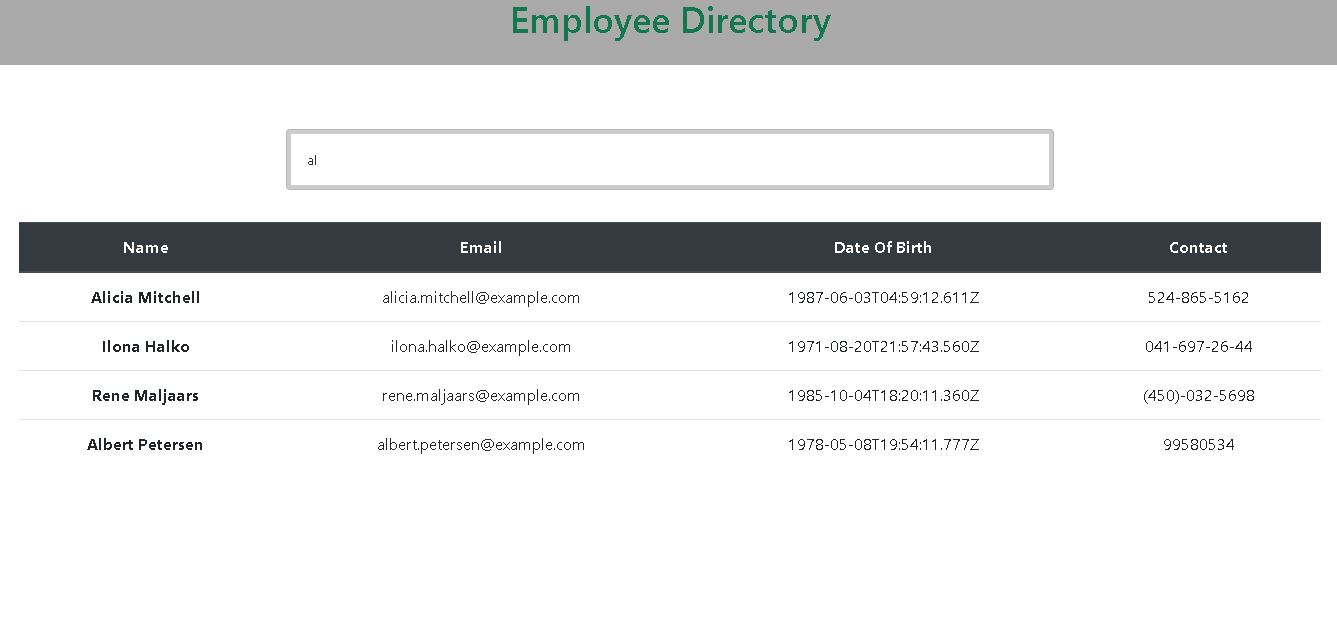 Employee Directory
al
Name Email Date Of Birth Contact
Alicia Mitchell alicia.mitchell@example.com 1987-06-03T04:59:12.611Z 524-865-5162
Ilona Halko ilona.halko@example.com 1971-08-20T21:57:43.560Z 041-697-26-44
Rene Maljaars rene.maljaars@example.com 1985-10-04T18:20:11.360Z (450)-032-5698
Albert Petersen albert.petersen@example.com 1978-05-08T19:54:11.777Z 99580534